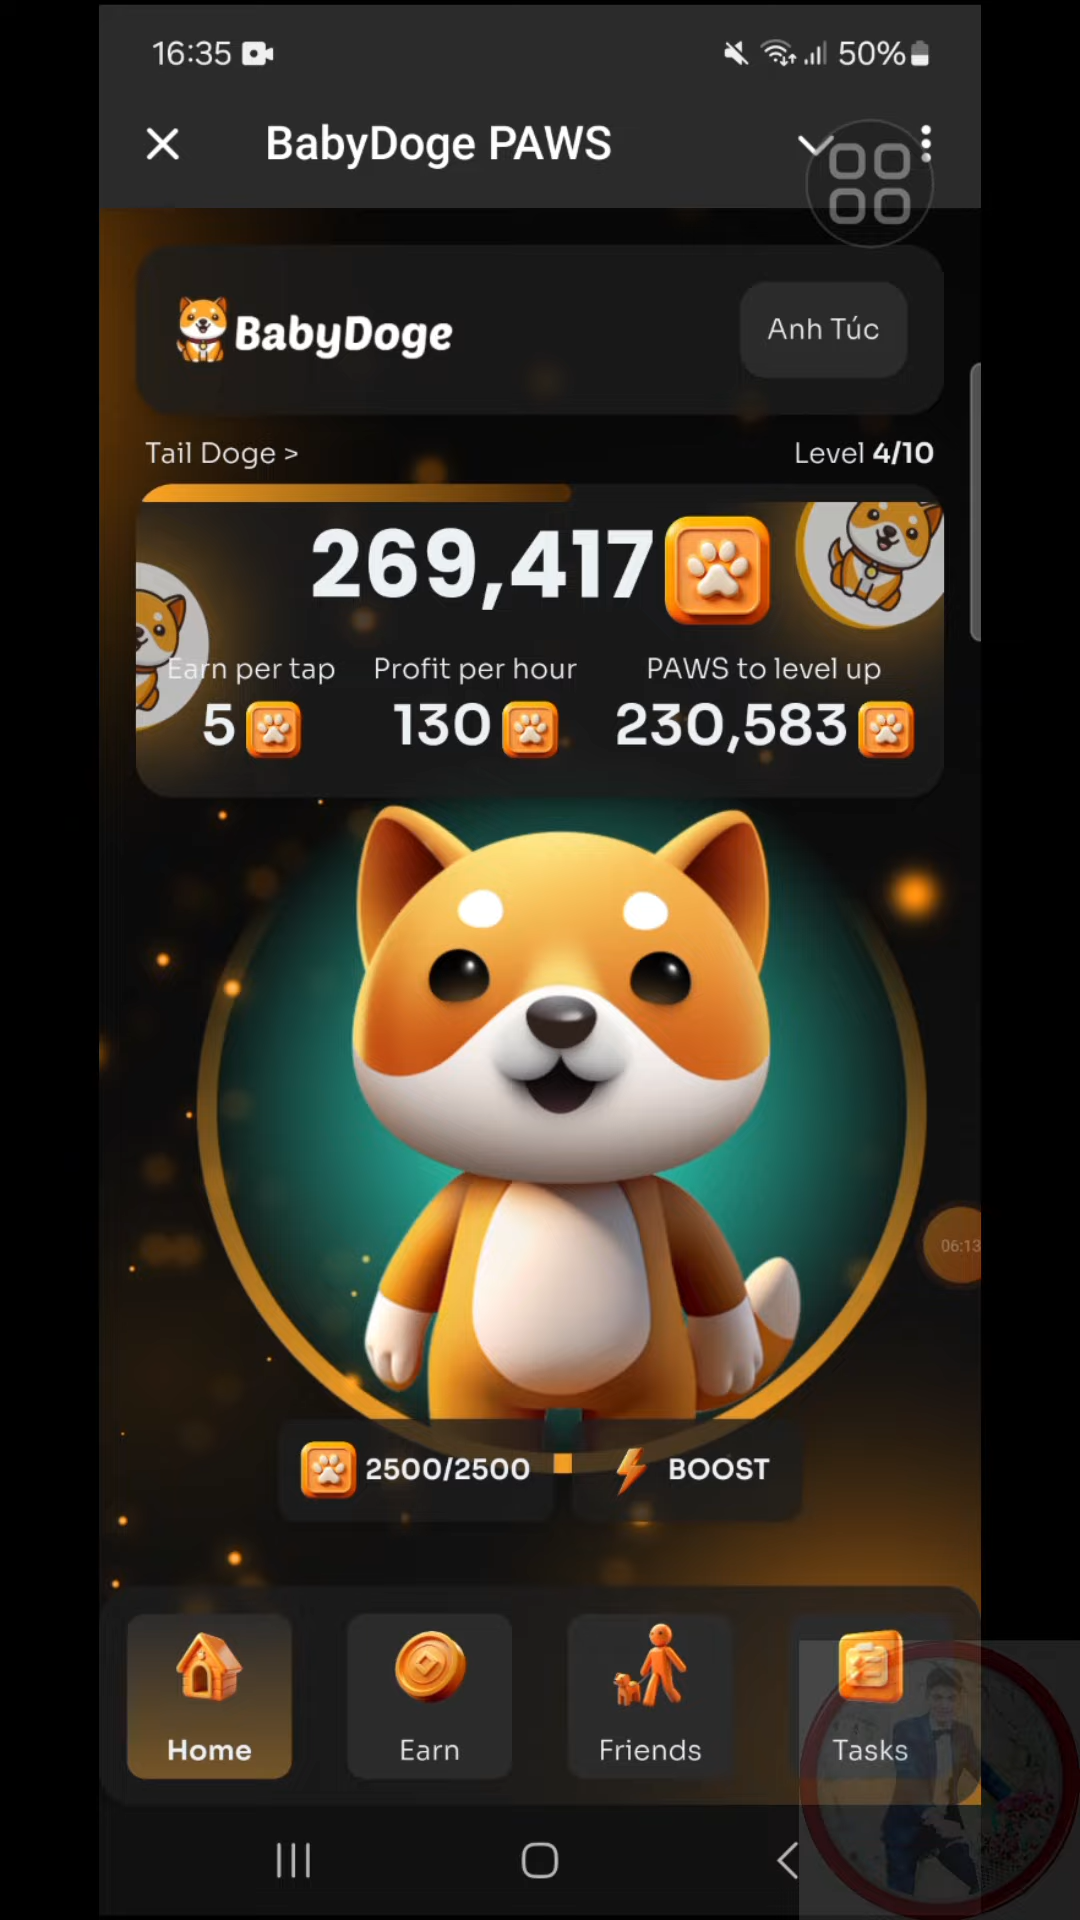 16:35
50%
BabyDoge PAWS
BabyDoge
Anh Túc
Tail Doge >
Level 4/10
269,417
Earn per tap
Profit per hour
PAWS to level up
5
130
230,583
06:13
2500/2500
BOOST
Home
Earn
Friends
Tasks